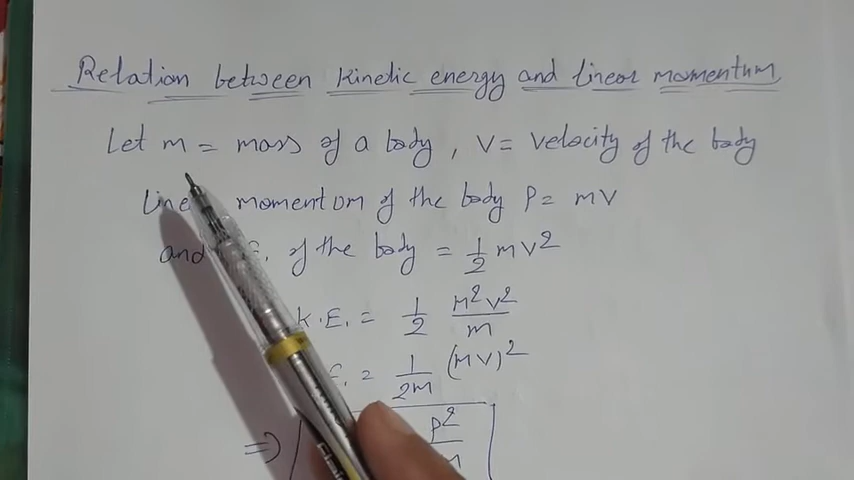 Relation between kinetic energy and linear momentum
Let m = mass of a body, V = Velocity of the body
momentum of the body P = mV
and of the body = 1/2 mV²
K.E. = 1/2 M²V²/m
= 1/2M (MV)²
⇒ P²/m